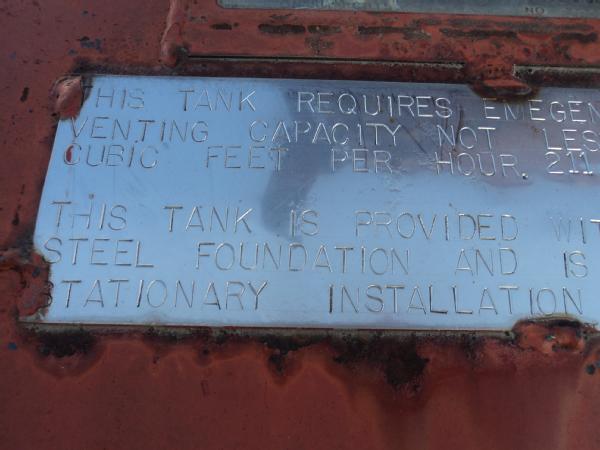 NO
THIS TANK REQUIRES EMEGEN
VENTING CAPACITY NOT LES
CUBIC FEET PER HOUR. 211
THIS TANK IS PROVIDED WIT
STEEL FOUNDATION AND IS
STATIONARY INSTALLATION